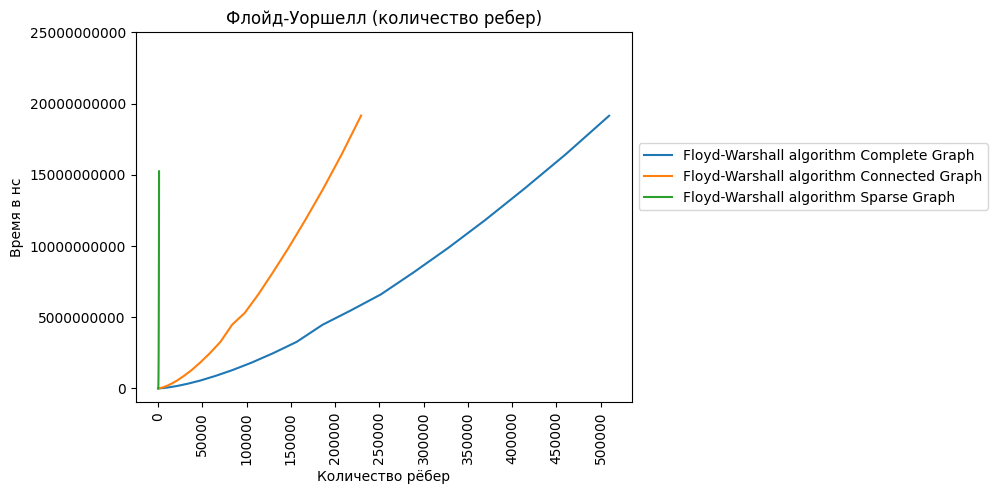 Флойд-Уоршелл (количество ребер)
25000000000
20000000000
15000000000
10000000000
5000000000
0
Время в нс
0
50000
100000
150000
200000
250000
300000
350000
400000
450000
500000
Количество рёбер
Floyd-Warshall algorithm Complete Graph
Floyd-Warshall algorithm Connected Graph
Floyd-Warshall algorithm Sparse Graph